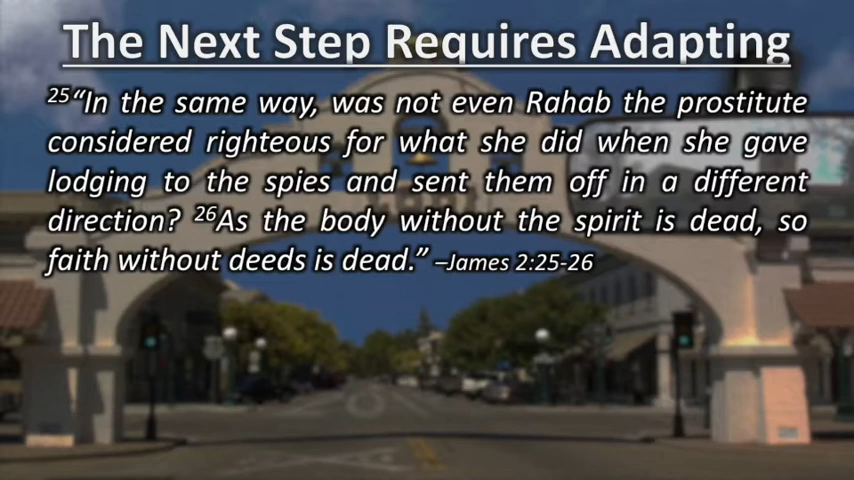 The Next Step Requires Adapting
25“In the same way, was not even Rahab the prostitute
considered righteous for what she did when she gave
lodging to the spies and sent them off in a different
direction? 26As the body without the spirit is dead, so
faith without deeds is dead.” –James 2:25-26